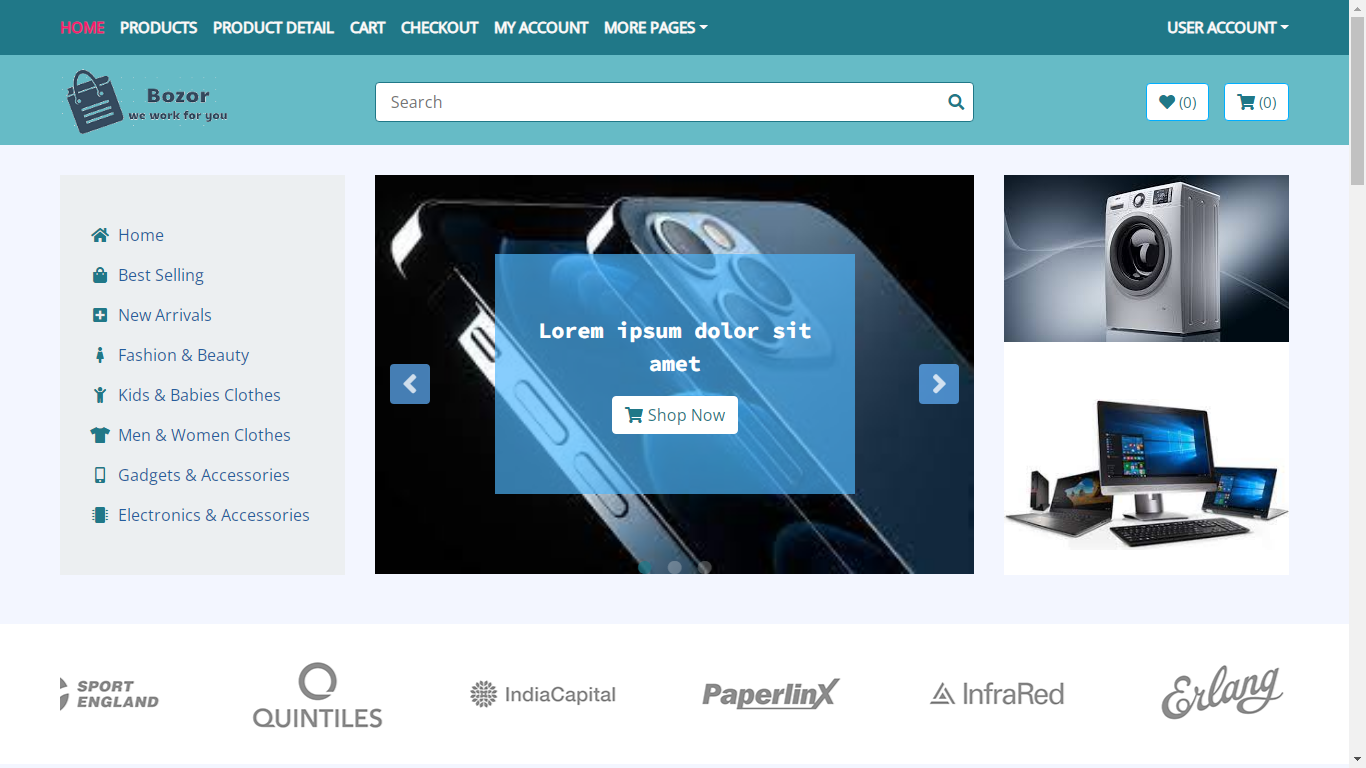 HOME PRODUCTS PRODUCT DETAIL CART CHECKOUT MY ACCOUNT MORE PAGES USER ACCOUNT
Bozor
we work for you
Search
(0)
(0)
Home
Best Selling
New Arrivals
Fashion & Beauty
Kids & Babies Clothes
Men & Women Clothes
Gadgets & Accessories
Electronics & Accessories
Lorem ipsum dolor sit
amet
Shop Now
SPORT
ENGLAND
QUINTILES
IndiaCapital
PaperlinX
InfraRed
Erlang